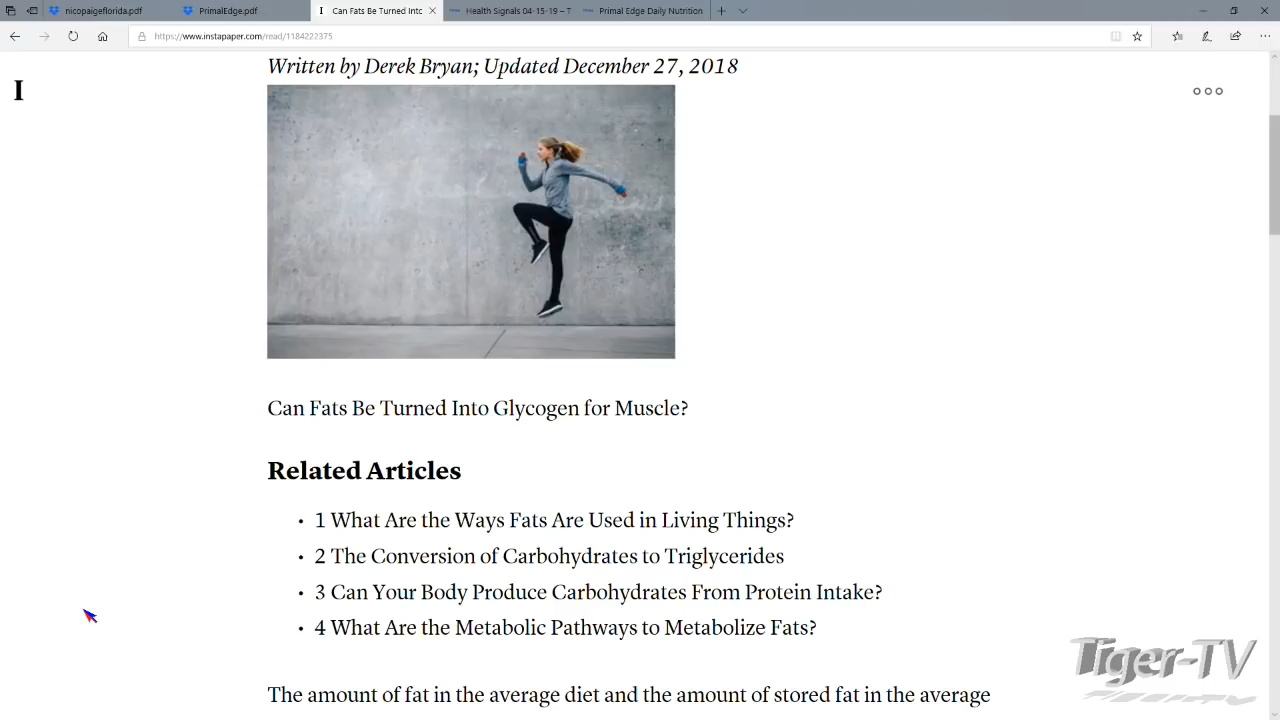 nicopaigeflorida.pdf
PrimalEdge.pdf
Can Fats Be Turned Into
Health Signals 04-15-19 – T
Primal Edge Daily Nutrition
https://www.instapaper.com/read/1184222375
Written by Derek Bryan; Updated December 27, 2018
I
Can Fats Be Turned Into Glycogen for Muscle?
Related Articles
• 1 What Are the Ways Fats Are Used in Living Things?
• 2 The Conversion of Carbohydrates to Triglycerides
• 3 Can Your Body Produce Carbohydrates From Protein Intake?
• 4 What Are the Metabolic Pathways to Metabolize Fats?
Tiger-TV
The amount of fat in the average diet and the amount of stored fat in the average